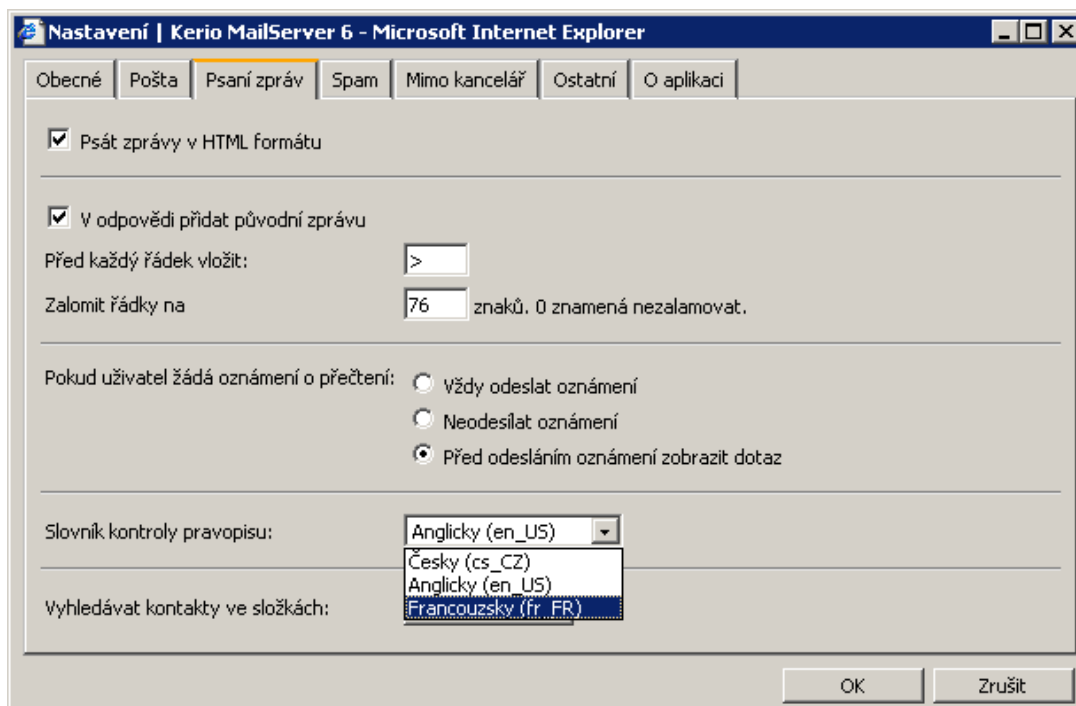 Nastavení | Kerio MailServer 6 - Microsoft Internet Explorer
Obecné Pošta Psaní zpráv Spam Mimo kancelář Ostatní O aplikaci
Psát zprávy v HTML formátu
V odpovědi přidat původní zprávu
Před každý řádek vložit: >
Zalomit řádky na 76 znaků. 0 znamená nezalamovat.
Pokud uživatel žádá oznámení o přečtení: Vždy odeslat oznámení
Neodesílat oznámení
Před odesláním oznámení zobrazit dotaz
Slovník kontroly pravopisu: Anglicky (en_US)
Česky (cs_CZ)
Anglicky (en_US)
Francouzsky (fr_FR)
Vyhledávat kontakty ve složkách:
OK Zrušit